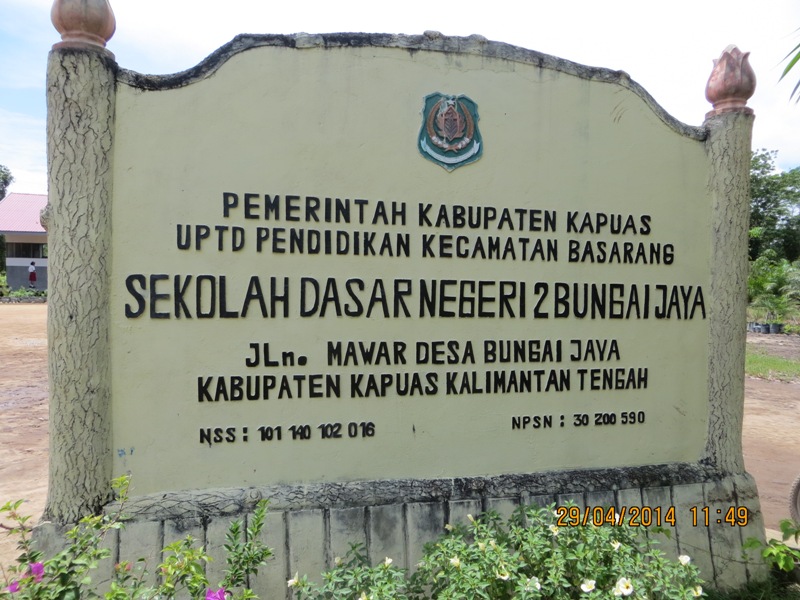 PEMERINTAH KABUPATEN KAPUAS
UPTD PENDIDIKAN KECAMATAN BASARANG
SEKOLAH DASAR NEGERI 2 BUNGAI JAYA
JLn. MAWAR DESA BUNGAI JAYA
KABUPATEN KAPUAS KALIMANTAN TENGAH
NSS : 101 140 102 016 NPSN : 30 200 590
29/04/2014 11:49